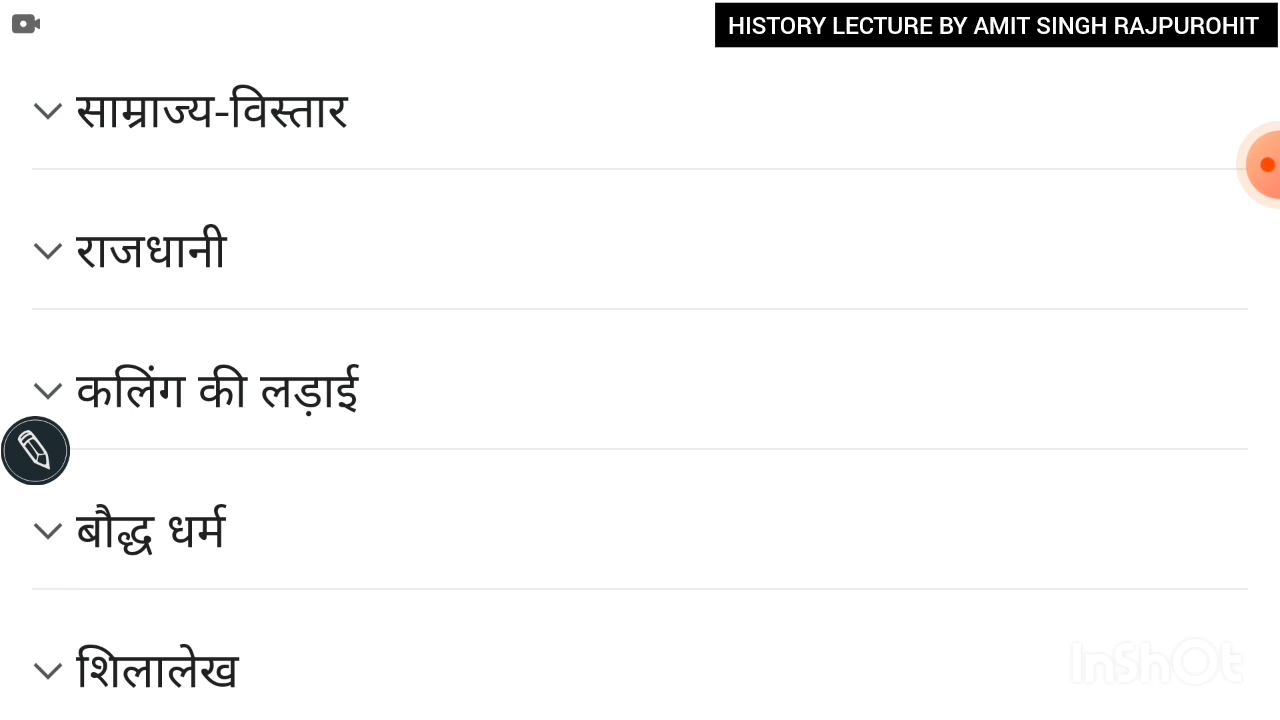 HISTORY LECTURE BY AMIT SINGH RAJPUROHIT
साम्राज्य-विस्तार
राजधानी
कलिंग की लड़ाई
बौद्ध धर्म
शिलालेख
InShOt